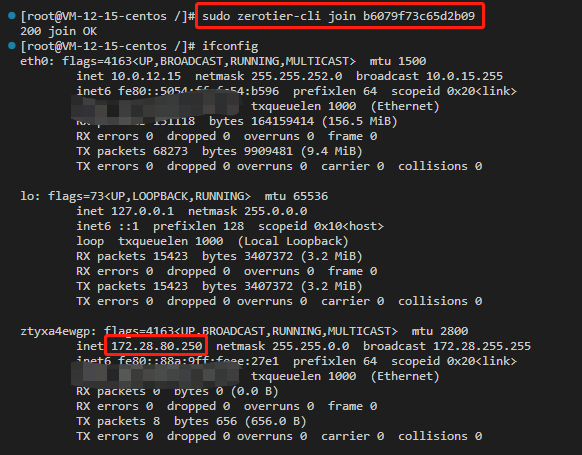 [root@VM-12-15-centos /]# sudo zerotier-cli join b6079f73c65d2b09
200 join OK
[root@VM-12-15-centos /]# ifconfig
eth0: flags=4163<UP,BROADCAST,RUNNING,MULTICAST> mtu 1500
inet 10.0.12.15 netmask 255.255.252.0 broadcast 10.0.15.255
inet6 fe80::5054:ff:fe54:b596 prefixlen 64 scopeid 0x20<link>
txqueuelen 1000 (Ethernet)
bytes 164159414 (156.5 MiB)
RX errors 0 dropped 0 overruns 0 frame 0
TX packets 68273 bytes 9909481 (9.4 MiB)
TX errors 0 dropped 0 overruns 0 carrier 0 collisions 0
lo: flags=73<UP,LOOPBACK,RUNNING> mtu 65536
inet 127.0.0.1 netmask 255.0.0.0
inet6 ::1 prefixlen 128 scopeid 0x10<host>
loop txqueuelen 1000 (Local Loopback)
RX packets 15423 bytes 3407372 (3.2 MiB)
RX errors 0 dropped 0 overruns 0 frame 0
TX packets 15423 bytes 3407372 (3.2 MiB)
TX errors 0 dropped 0 overruns 0 carrier 0 collisions 0
ztyxa4ewgp: flags=4163<UP,BROADCAST,RUNNING,MULTICAST> mtu 2800
inet 172.28.80.250 netmask 255.255.0.0 broadcast 172.28.255.255
inet6 prefixlen 64 scopeid 0x20<link>
txqueuelen 1000 (Ethernet)
RX packets 0 bytes 0 (0.0 B)
RX errors 0 dropped 0 overruns 0 frame 0
TX packets 8 bytes 656 (656.0 B)
TX errors 0 dropped 0 overruns 0 carrier 0 collisions 0